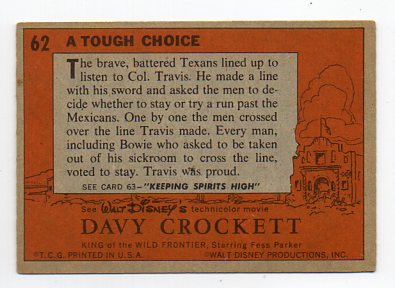 62 A TOUGH CHOICE
The brave, battered Texans lined up to
listen to Col. Travis. He made a line
with his sword and asked the men to de-
cide whether to stay or try a run past the
Mexicans. One by one the men crossed
over the line Travis made. Every man,
including Bowie who asked to be taken
out of his sickroom to cross the line,
voted to stay. Travis was proud.
SEE CARD 63—"KEEPING SPIRITS HIGH"
See WALT DISNEY'S technicolor movie
DAVY CROCKETT
KING of the WILD FRONTIER, Starring Fess Parker
©T.C.G. PRINTED IN U.S.A. ©WALT DISNEY PRODUCTIONS, INC.